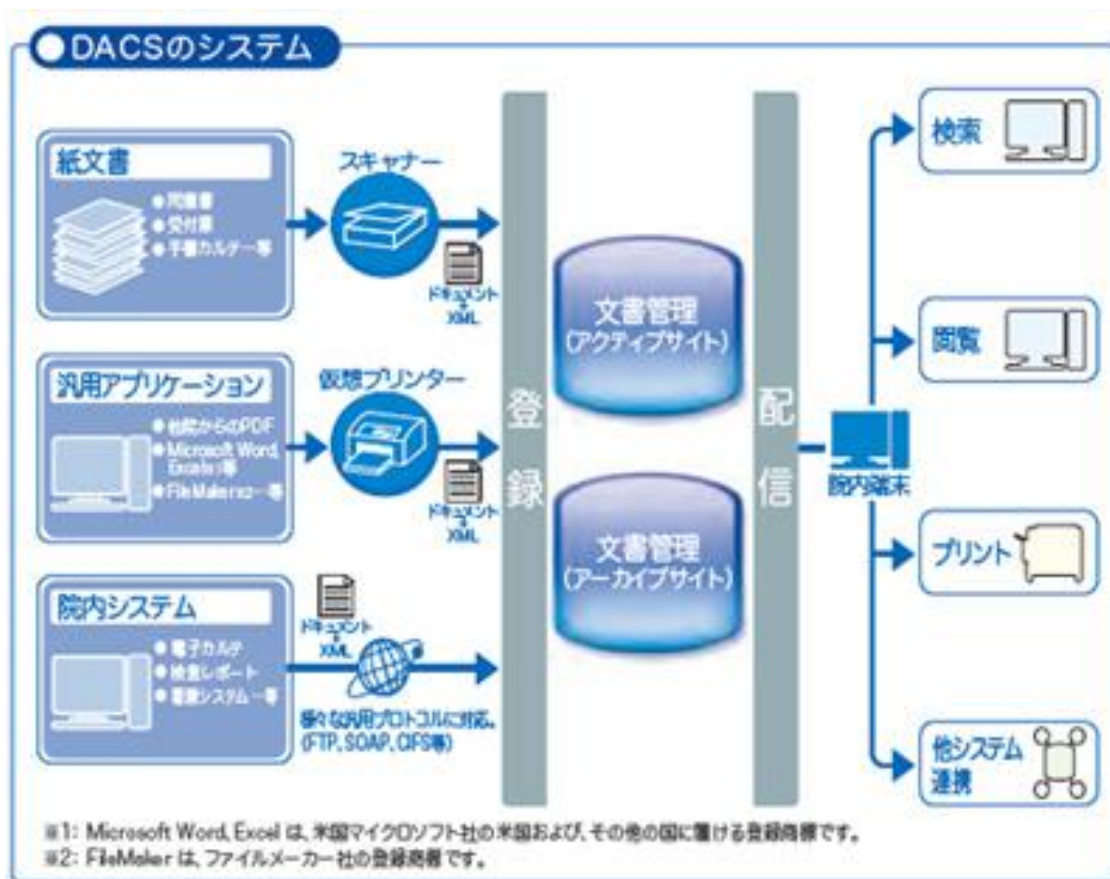 DACSのシステム
紙文書
●同意書
●受付票
●手書カルテ…等
スキャナー
ドキュメント
+
XML
汎用アプリケーション
●他院からのPDF
●Microsoft Word,
Excel※1等
●FileMaker※2…等
仮想プリンター
ドキュメント
+
XML
院内システム
●電子カルテ
●検査レポート
システム…等
ドキュメント
+
XML
様々な汎用プロトコルに対応。
(FTP、SOAP、CIFS等)
登録
文書管理
(アクティブサイト)
文書管理
(アーカイブサイト)
配信
院内端末
検索
閲覧
プリント
他システム
連携
※1: Microsoft Word, Excel は、米国マイクロソフト社の米国および、その他の国に置ける登録商標です。
※2: FileMaker は、ファイルメーカー社の登録商標です。